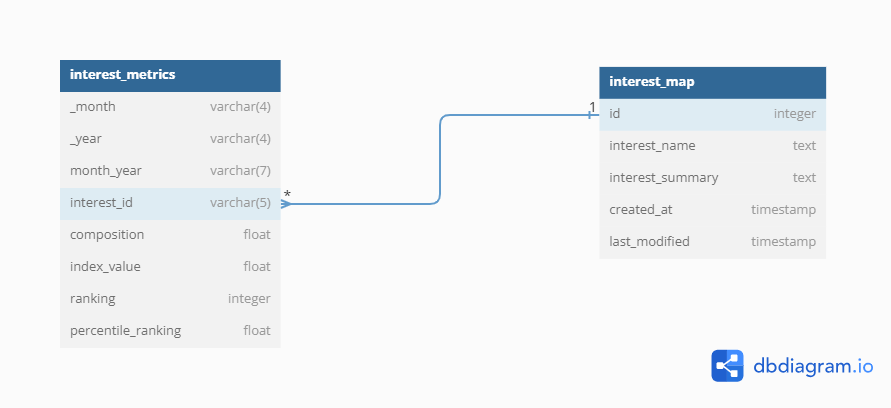 interest_metrics
_month varchar(4)
_year varchar(4)
month_year varchar(7)
interest_id varchar(5)
composition float
index_value float
ranking integer
percentile_ranking float
*
1
interest_map
id integer
interest_name text
interest_summary text
created_at timestamp
last_modified timestamp
dbdiagram.io